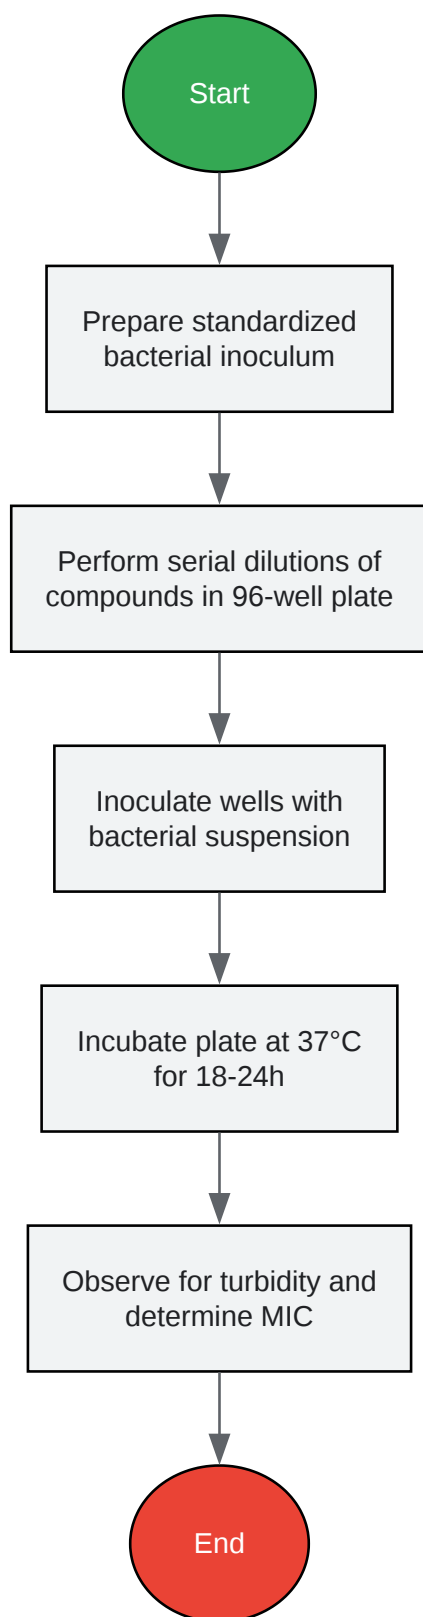 Start
Prepare standardized
bacterial inoculum
Perform serial dilutions of
compounds in 96-well plate
Inoculate wells with
bacterial suspension
Incubate plate at 37°C
for 18-24h
Observe for turbidity and
determine MIC
End